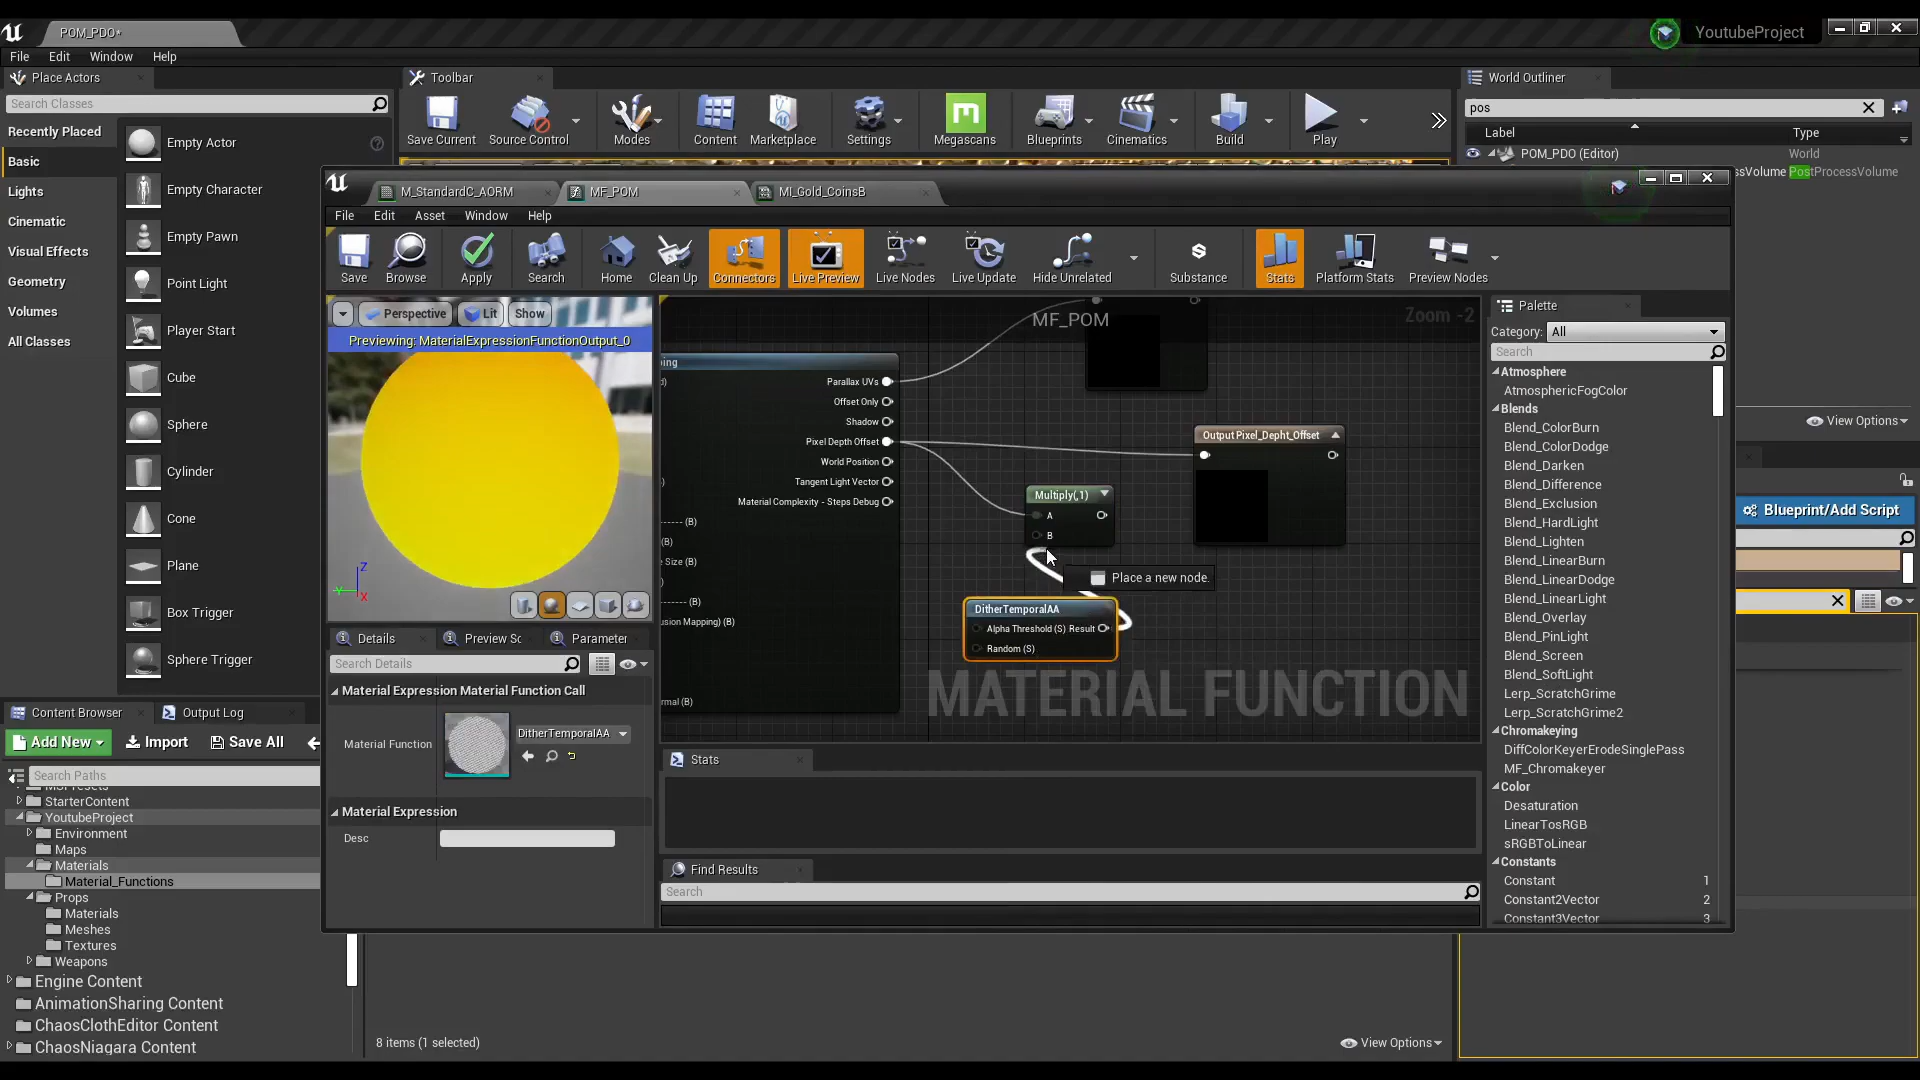 POM_PDO*
YoutubeProject
File Edit Window Help
Place Actors
Toolbar
World Outliner
Search Classes
pos
Recently Placed
Basic
Lights
Cinematic
Visual Effects
Geometry
Volumes
All Classes
Empty Actor
Empty Character
Empty Pawn
Point Light
Player Start
Cube
Sphere
Cylinder
Cone
Plane
Box Trigger
Sphere Trigger
Save Current
Source Control
Modes
Content
Marketplace
Settings
Megascans
Blueprints
Cinematics
Build
Play
Label
Type
POM_PDO (Editor)
World
ssVolume PostProcessVolume
View Options
Blueprint/Add Script
M_StandardC_AORM
MF_POM
MI_Gold_CoinsB
File Edit Asset Window Help
Save
Browse
Apply
Search
Home
Clean Up
Connectors
Live Preview
Live Nodes
Live Update
Hide Unrelated
Substance
Stats
Platform Stats
Preview Nodes
Perspective
Lit
Show
Previewing: MaterialExpressionFunctionOutput_0
Z
Y
X
Details
Preview Sc
Parameter
Search Details
Material Expression Material Function Call
Material Function
DitherTemporalAA
Material Expression
Desc
MF_POM
Zoom -2
ing
Parallax UVs
Offset Only
Shadow
Pixel Depth Offset
World Position
Tangent Light Vector
Material Complexity - Steps Debug
------ (B)
(B)
e Size (B)
------ (B)
usion Mapping) (B)
rmal (B)
Output Pixel_Depht_Offset
Multiply(,1)
A
B
Place a new node.
DitherTemporalAA
Alpha Threshold (S) Result
Random (S)
MATERIAL FUNCTION
Stats
Find Results
Search
Palette
Category: All
Search
Atmosphere
AtmosphericFogColor
Blends
Blend_ColorBurn
Blend_ColorDodge
Blend_Darken
Blend_Difference
Blend_Exclusion
Blend_HardLight
Blend_Lighten
Blend_LinearBurn
Blend_LinearDodge
Blend_LinearLight
Blend_Overlay
Blend_PinLight
Blend_Screen
Blend_SoftLight
Lerp_ScratchGrime
Lerp_ScratchGrime2
Chromakeying
DiffColorKeyerErodeSinglePass
MF_Chromakeyer
Color
Desaturation
LinearTosRGB
sRGBToLinear
Constants
Constant 1
Constant2Vector 2
Constant3Vector 3
Content Browser
Output Log
Add New
Import
Save All
Search Paths
StarterContent
YoutubeProject
Environment
Maps
Materials
Material_Functions
Props
Materials
Meshes
Textures
Weapons
Engine Content
AnimationSharing Content
ChaosClothEditor Content
ChaosNiagara Content
8 items (1 selected)
View Options